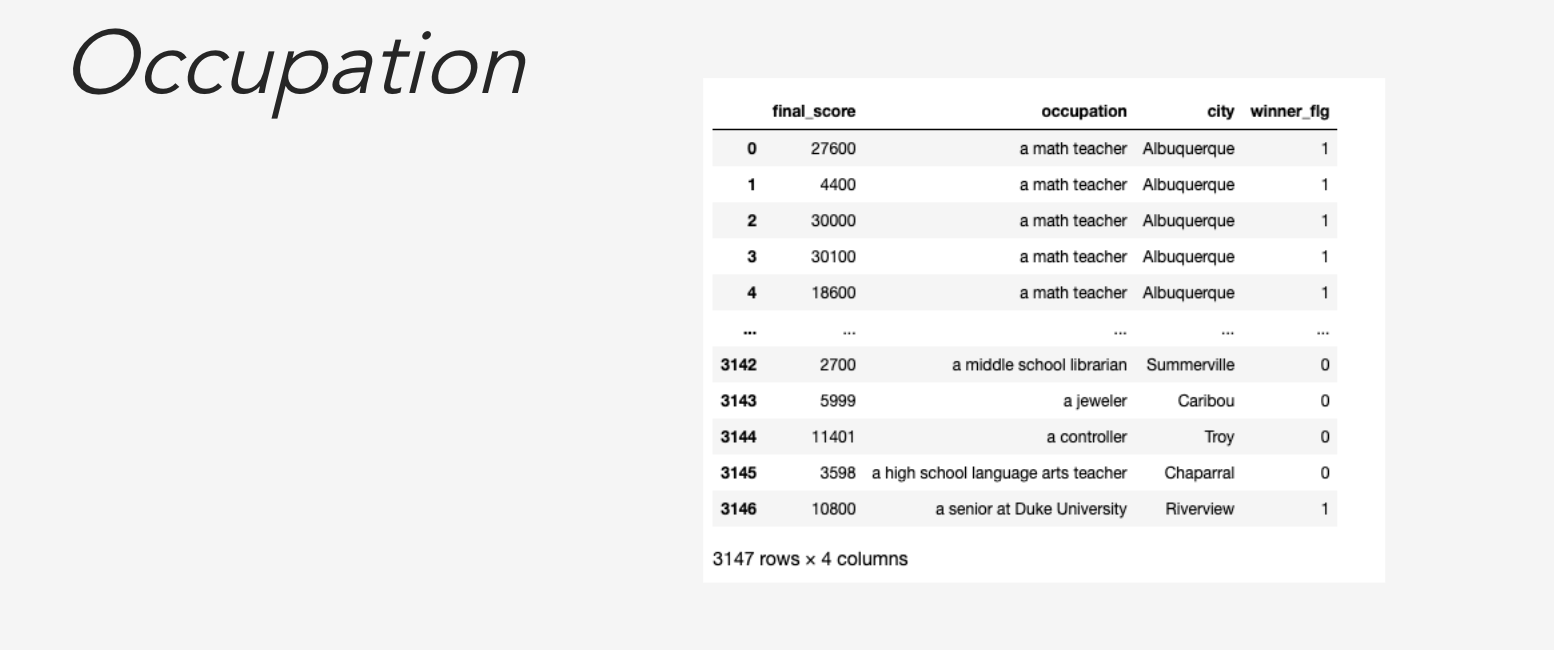 Occupation
final_score occupation city winner_flg
0 27600 a math teacher Albuquerque 1
1 4400 a math teacher Albuquerque 1
2 30000 a math teacher Albuquerque 1
3 30100 a math teacher Albuquerque 1
4 18600 a math teacher Albuquerque 1
... ... ... ... ...
3142 2700 a middle school librarian Summerville 0
3143 5999 a jeweler Caribou 0
3144 11401 a controller Troy 0
3145 3598 a high school language arts teacher Chaparral 0
3146 10800 a senior at Duke University Riverview 1
3147 rows × 4 columns